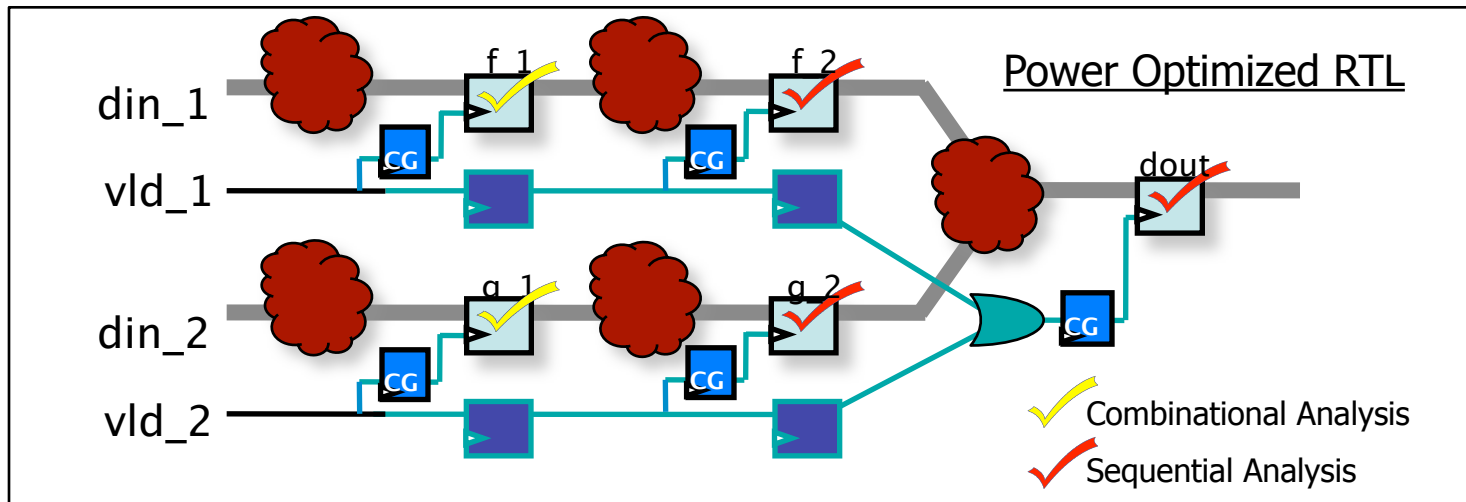 f_1
f_2
Power Optimized RTL
din_1
CG
CG
dout
vld_1
g_1
g_2
din_2
CG
CG
CG
vld_2
Combinational Analysis
Sequential Analysis